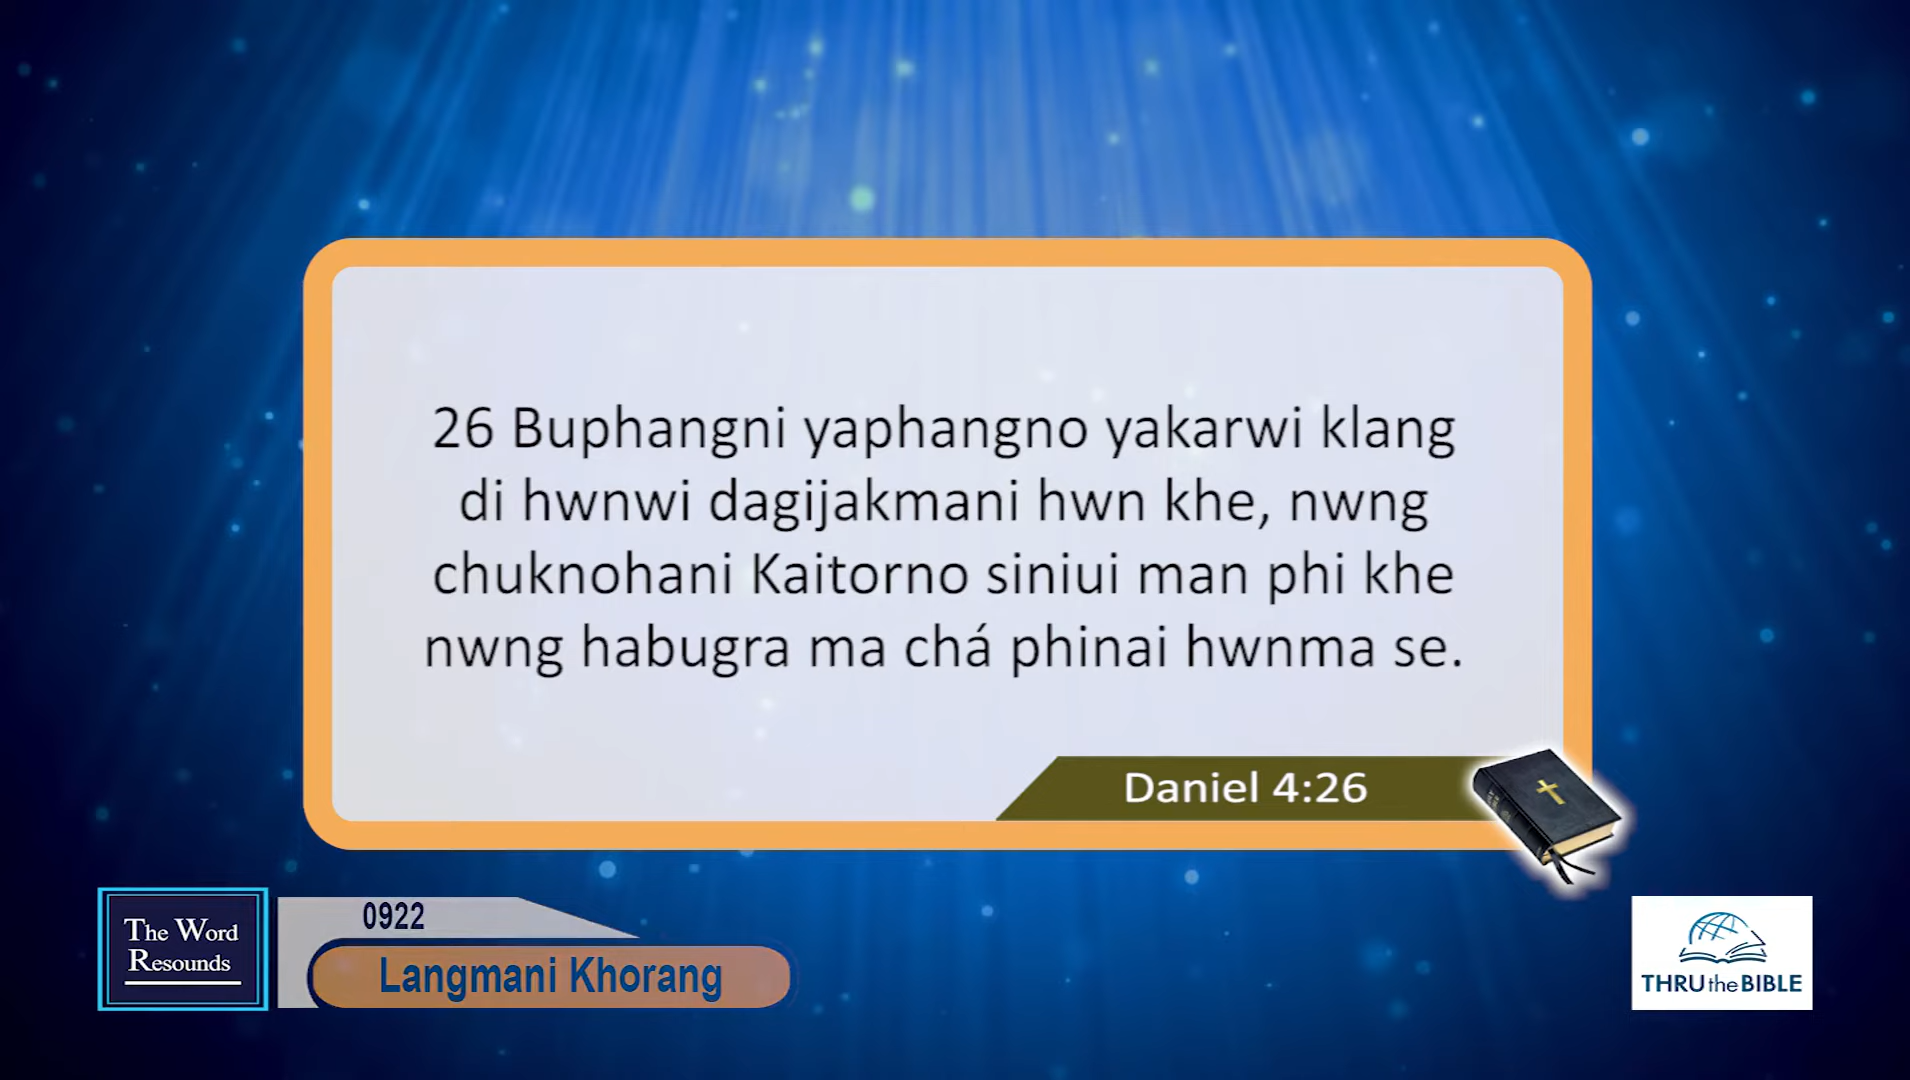 26 Buphangni yaphangno yakarwi klang
di hwnwi dagijakmani hwn khe, nwng
chuknohani Kaitorno siniui man phi khe
nwng habugra ma chá phinai hwnma se.
Daniel 4:26
The Word
Resounds
0922
Langmani Khorang
THRU the BIBLE